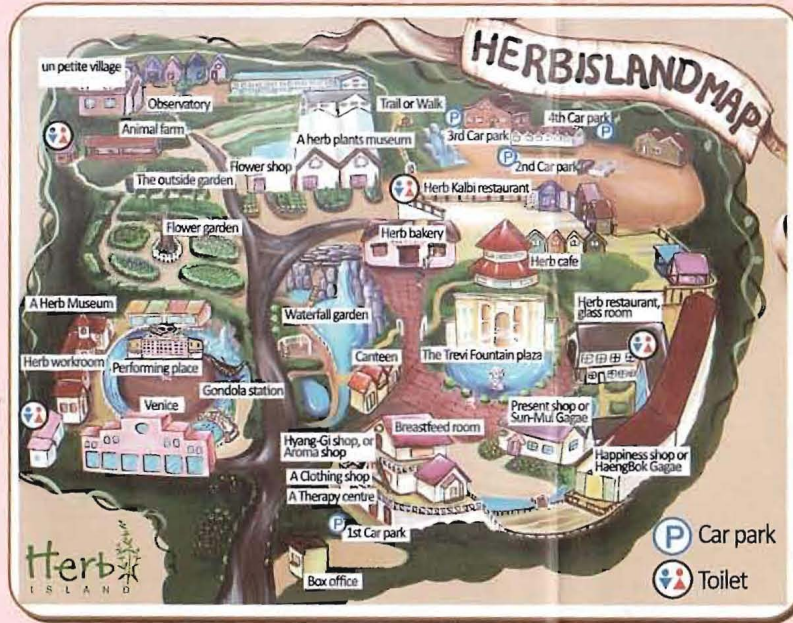 HERBISLANDMAP
un petite village
Observatory
Animal farm
Trail or Walk
P
3rd Car park
4th Car park
P
P
2nd Car park
A herb plants museum
Flower shop
The outside garden
Herb Kalbi restaurant
Flower garden
Herb bakery
Herb cafe
A Herb Museum
Waterfall garden
Herb restaurant,
glass room
Herb workroom
Performing place
Canteen
The Trevi Fountain plaza
Gondola station
Venice
Hyang-Gi shop, or
Aroma shop
Breastfeed room
Present shop or
Sun-Mul Gagae
A Clothing shop
A Therapy centre
Happiness shop or
HaengBok Gagae
P
1st Car park
Box office
Herb
ISLAND
P Car park
Toilet